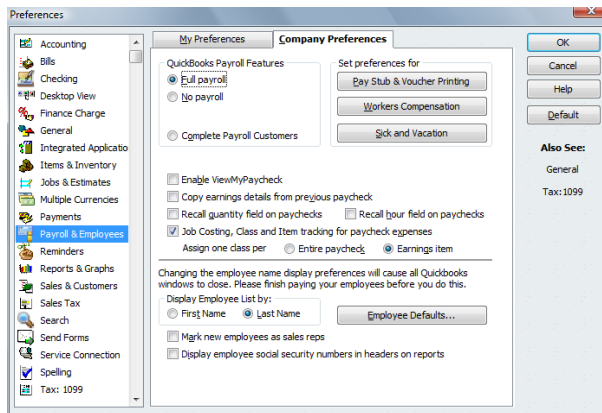 Preferences
Accounting
Bills
Checking
Desktop View
Finance Charge
General
Integrated Applicatio
Items & Inventory
Jobs & Estimates
Multiple Currencies
Payments
Payroll & Employees
Reminders
Reports & Graphs
Sales & Customers
Sales Tax
Search
Send Forms
Service Connection
Spelling
Tax: 1099
My Preferences Company Preferences
QuickBooks Payroll Features
Full payroll
No payroll
Complete Payroll Customers
Set preferences for
Pay Stub & Voucher Printing
Workers Compensation
Sick and Vacation
Enable ViewMyPaycheck
Copy earnings details from previous paycheck
Recall quantity field on paychecks Recall hour field on paychecks
Job Costing, Class and Item tracking for paycheck expenses
Assign one class per Entire paycheck Earnings item
Changing the employee name display preferences will cause all Quickbooks
windows to close. Please finish paying your employees before you do this.
Display Employee List by:
First Name Last Name
Employee Defaults...
Mark new employees as sales reps
Display employee social security numbers in headers on reports
OK
Cancel
Help
Default
Also See:
General
Tax:1099